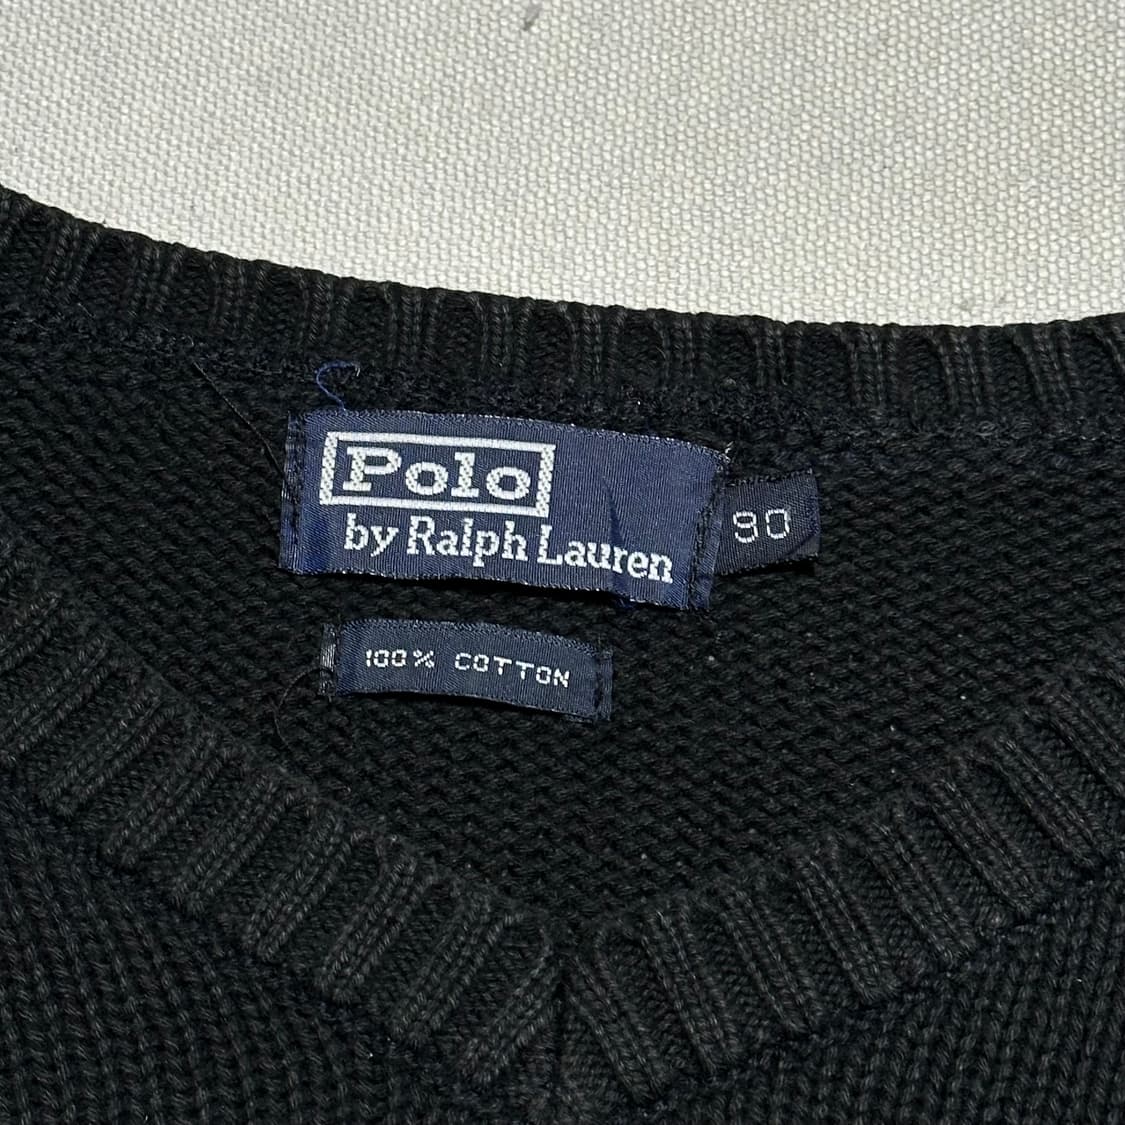 Polo
by Ralph Lauren
90
100% COTTON